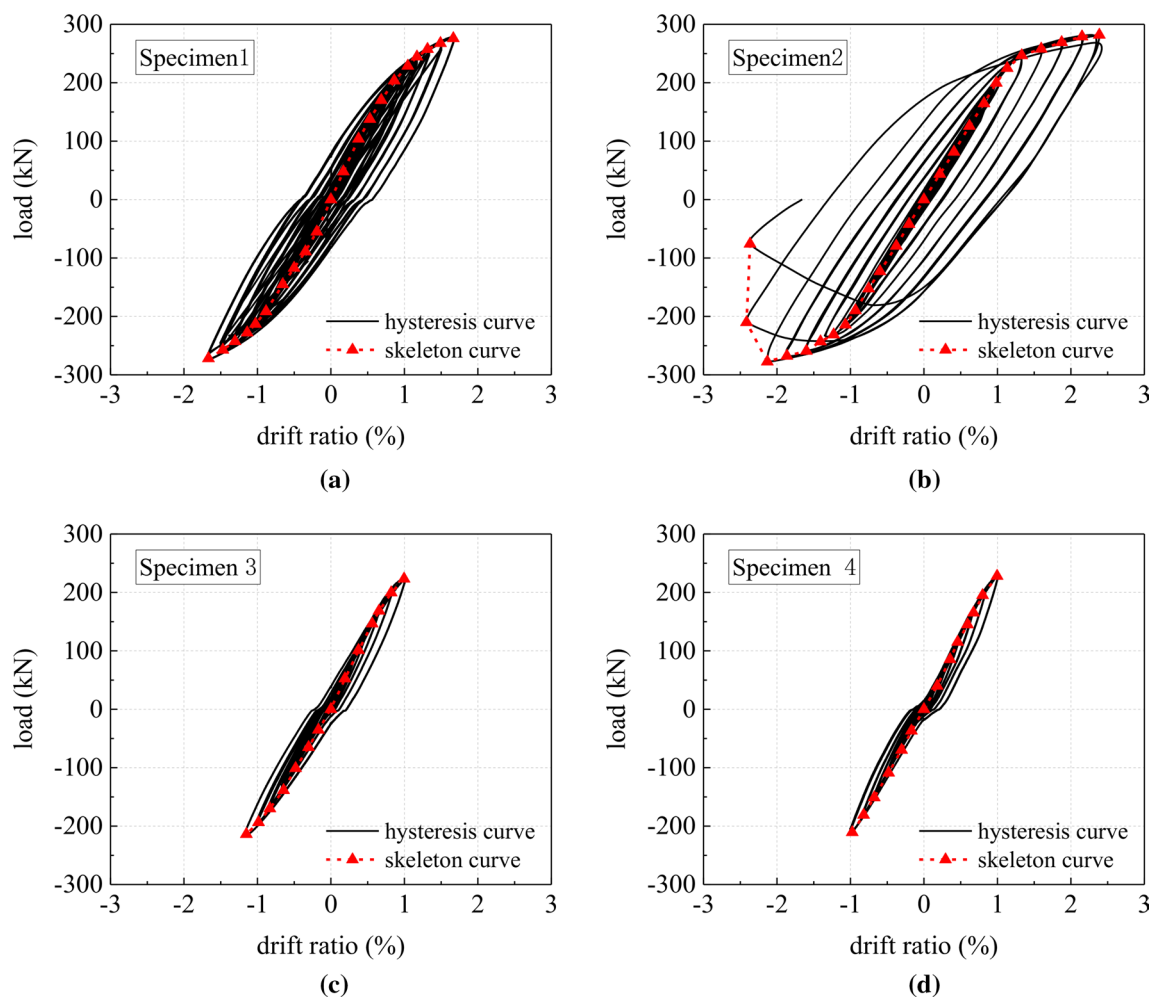 300
200
100
0
-100
-200
-300
load (kN)
Specimen1
hysteresis curve
skeleton curve
-3 -2 -1 0 1 2 3
drift ratio (%)
(a)
300
200
100
0
-100
-200
-300
load (kN)
Specimen2
hysteresis curve
skeleton curve
-3 -2 -1 0 1 2 3
drift ratio (%)
(b)
300
200
100
0
-100
-200
-300
load (kN)
Specimen 3
hysteresis curve
skeleton curve
-3 -2 -1 0 1 2 3
drift ratio (%)
(c)
300
200
100
0
-100
-200
-300
load (kN)
Specimen 4
hysteresis curve
skeleton curve
-3 -2 -1 0 1 2 3
drift ratio (%)
(d)